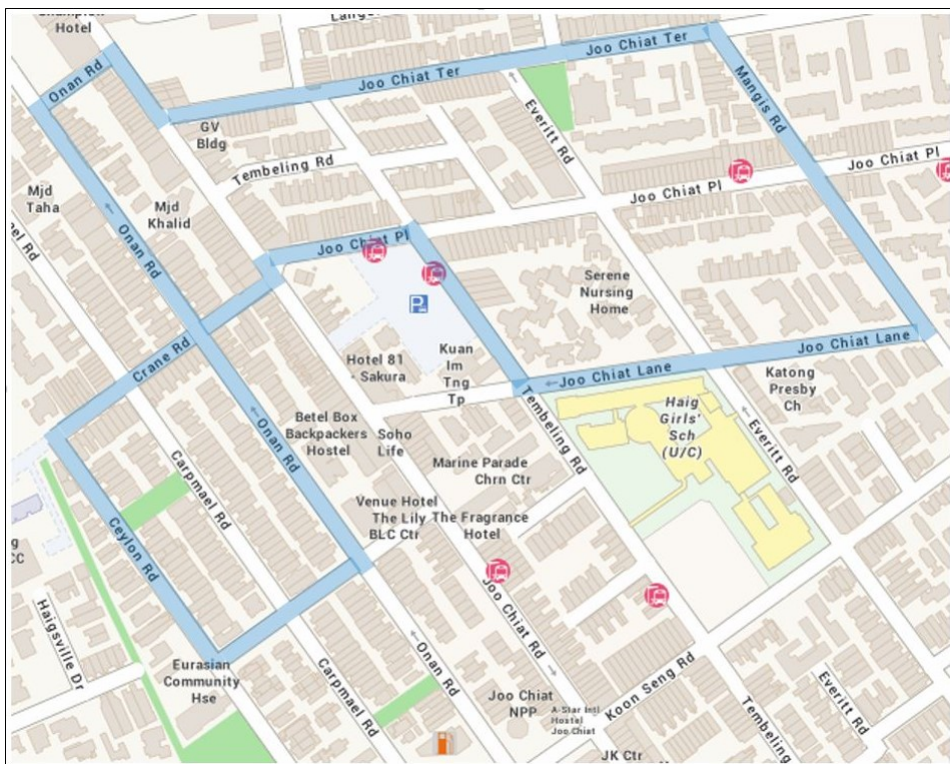 Hotel
Onan Rd
Joo Chiat Ter
Joo Chiat Ter
Mangis Rd
GV
Bldg
Everitt Rd
Tembeling Rd
Joo Chiat Pl
Joo Chiat Pl
Mjd
Taha
Mjd
Khalid
Onan Rd
Joo Chiat Pl
Serene
Nursing
Home
P
Crane Rd
Hotel 81
- Sakura
Kuan
Im
Tng
Tp
Joo Chiat Lane
Joo Chiat Lane
Katong
Presby
Ch
Haig
Girls'
Sch
(U/C)
Betel Box
Backpackers
Hostel
Soho
Life
Onan Rd
Tembeling Rd
Everitt Rd
Carpmael Rd
Marine Parade
Chrn Ctr
Venue Hotel
The Lily
BLC Ctr
The Fragrance
Hotel
Ceylon Rd
Joo Chiat Rd
Haigsville Dr
Eurasian
Community
Hse
Carpmael Rd
Onan Rd
Joo Chiat
NPP
A-Star Intl
Hostel
Joo Chiat
Koon Seng Rd
JK Ctr
Tembeling
Everitt Rd